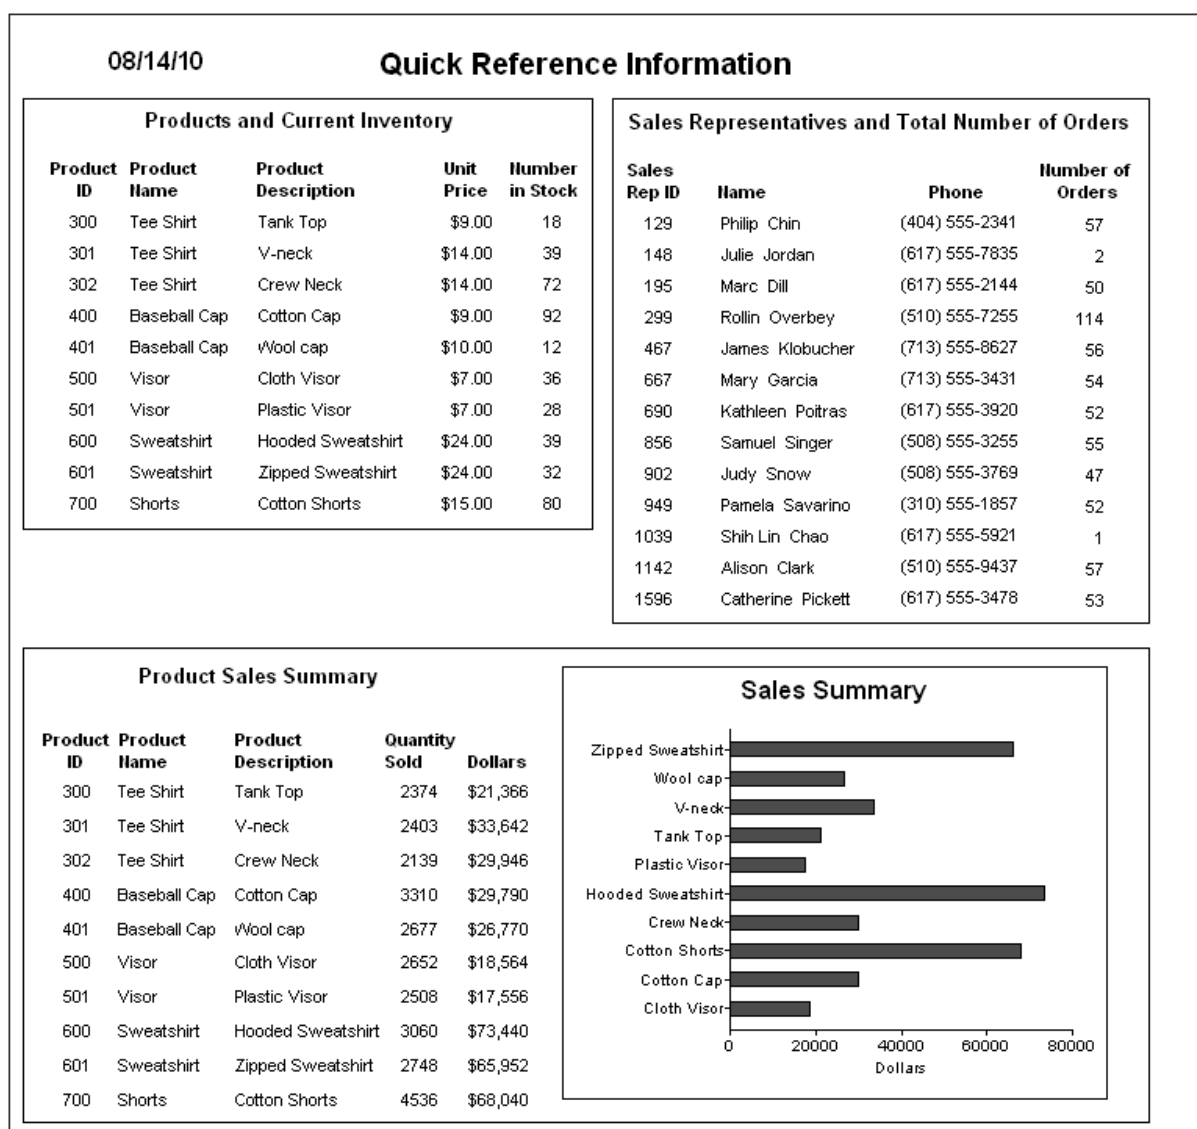 08/14/10 Quick Reference Information
Products and Current Inventory
Product ID Product Name Product Description Unit Price Number in Stock
300 Tee Shirt Tank Top $9.00 18
301 Tee Shirt V-neck $14.00 39
302 Tee Shirt Crew Neck $14.00 72
400 Baseball Cap Cotton Cap $9.00 92
401 Baseball Cap Wool cap $10.00 12
500 Visor Cloth Visor $7.00 36
501 Visor Plastic Visor $7.00 28
600 Sweatshirt Hooded Sweatshirt $24.00 39
601 Sweatshirt Zipped Sweatshirt $24.00 32
700 Shorts Cotton Shorts $15.00 80
Sales Representatives and Total Number of Orders
Sales Rep ID Name Phone Number of Orders
129 Philip Chin (404) 555-2341 57
148 Julie Jordan (617) 555-7835 2
195 Marc Dill (617) 555-2144 50
299 Rollin Overbey (510) 555-7255 114
467 James Klobucher (713) 555-8627 56
667 Mary Garcia (713) 555-3431 54
690 Kathleen Poitras (617) 555-3920 52
856 Samuel Singer (508) 555-3255 55
902 Judy Snow (508) 555-3769 47
949 Pamela Savarino (310) 555-1857 52
1039 Shih Lin Chao (617) 555-5921 1
1142 Alison Clark (510) 555-9437 57
1596 Catherine Pickett (617) 555-3478 53
Product Sales Summary
Product ID Product Name Product Description Quantity Sold Dollars
300 Tee Shirt Tank Top 2374 $21,366
301 Tee Shirt V-neck 2403 $33,642
302 Tee Shirt Crew Neck 2139 $29,946
400 Baseball Cap Cotton Cap 3310 $29,790
401 Baseball Cap Wool cap 2677 $26,770
500 Visor Cloth Visor 2652 $18,564
501 Visor Plastic Visor 2508 $17,556
600 Sweatshirt Hooded Sweatshirt 3060 $73,440
601 Sweatshirt Zipped Sweatshirt 2748 $65,952
700 Shorts Cotton Shorts 4536 $68,040
Sales Summary
Zipped Sweatshirt
Wool cap
V-neck
Tank Top
Plastic Visor
Hooded Sweatshirt
Crew Neck
Cotton Shorts
Cotton Cap
Cloth Visor
0 20000 40000 60000 80000
Dollars